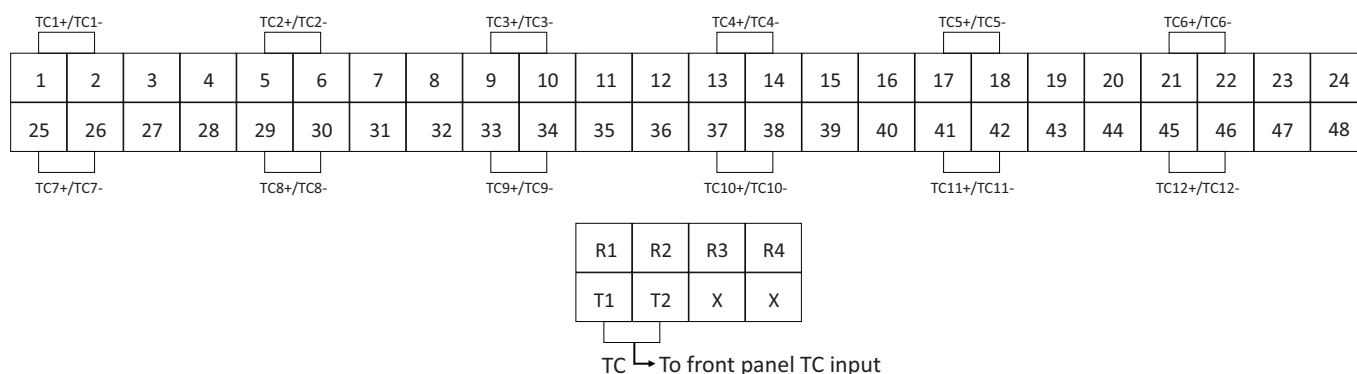 TC1+/TC1- TC2+/TC2- TC3+/TC3- TC4+/TC4- TC5+/TC5- TC6+/TC6-
1 2 3 4 5 6 7 8 9 10 11 12 13 14 15 16 17 18 19 20 21 22 23 24
25 26 27 28 29 30 31 32 33 34 35 36 37 38 39 40 41 42 43 44 45 46 47 48
TC7+/TC7- TC8+/TC8- TC9+/TC9- TC10+/TC10- TC11+/TC11- TC12+/TC12-
R1 R2 R3 R4
T1 T2 X X
TC To front panel TC input